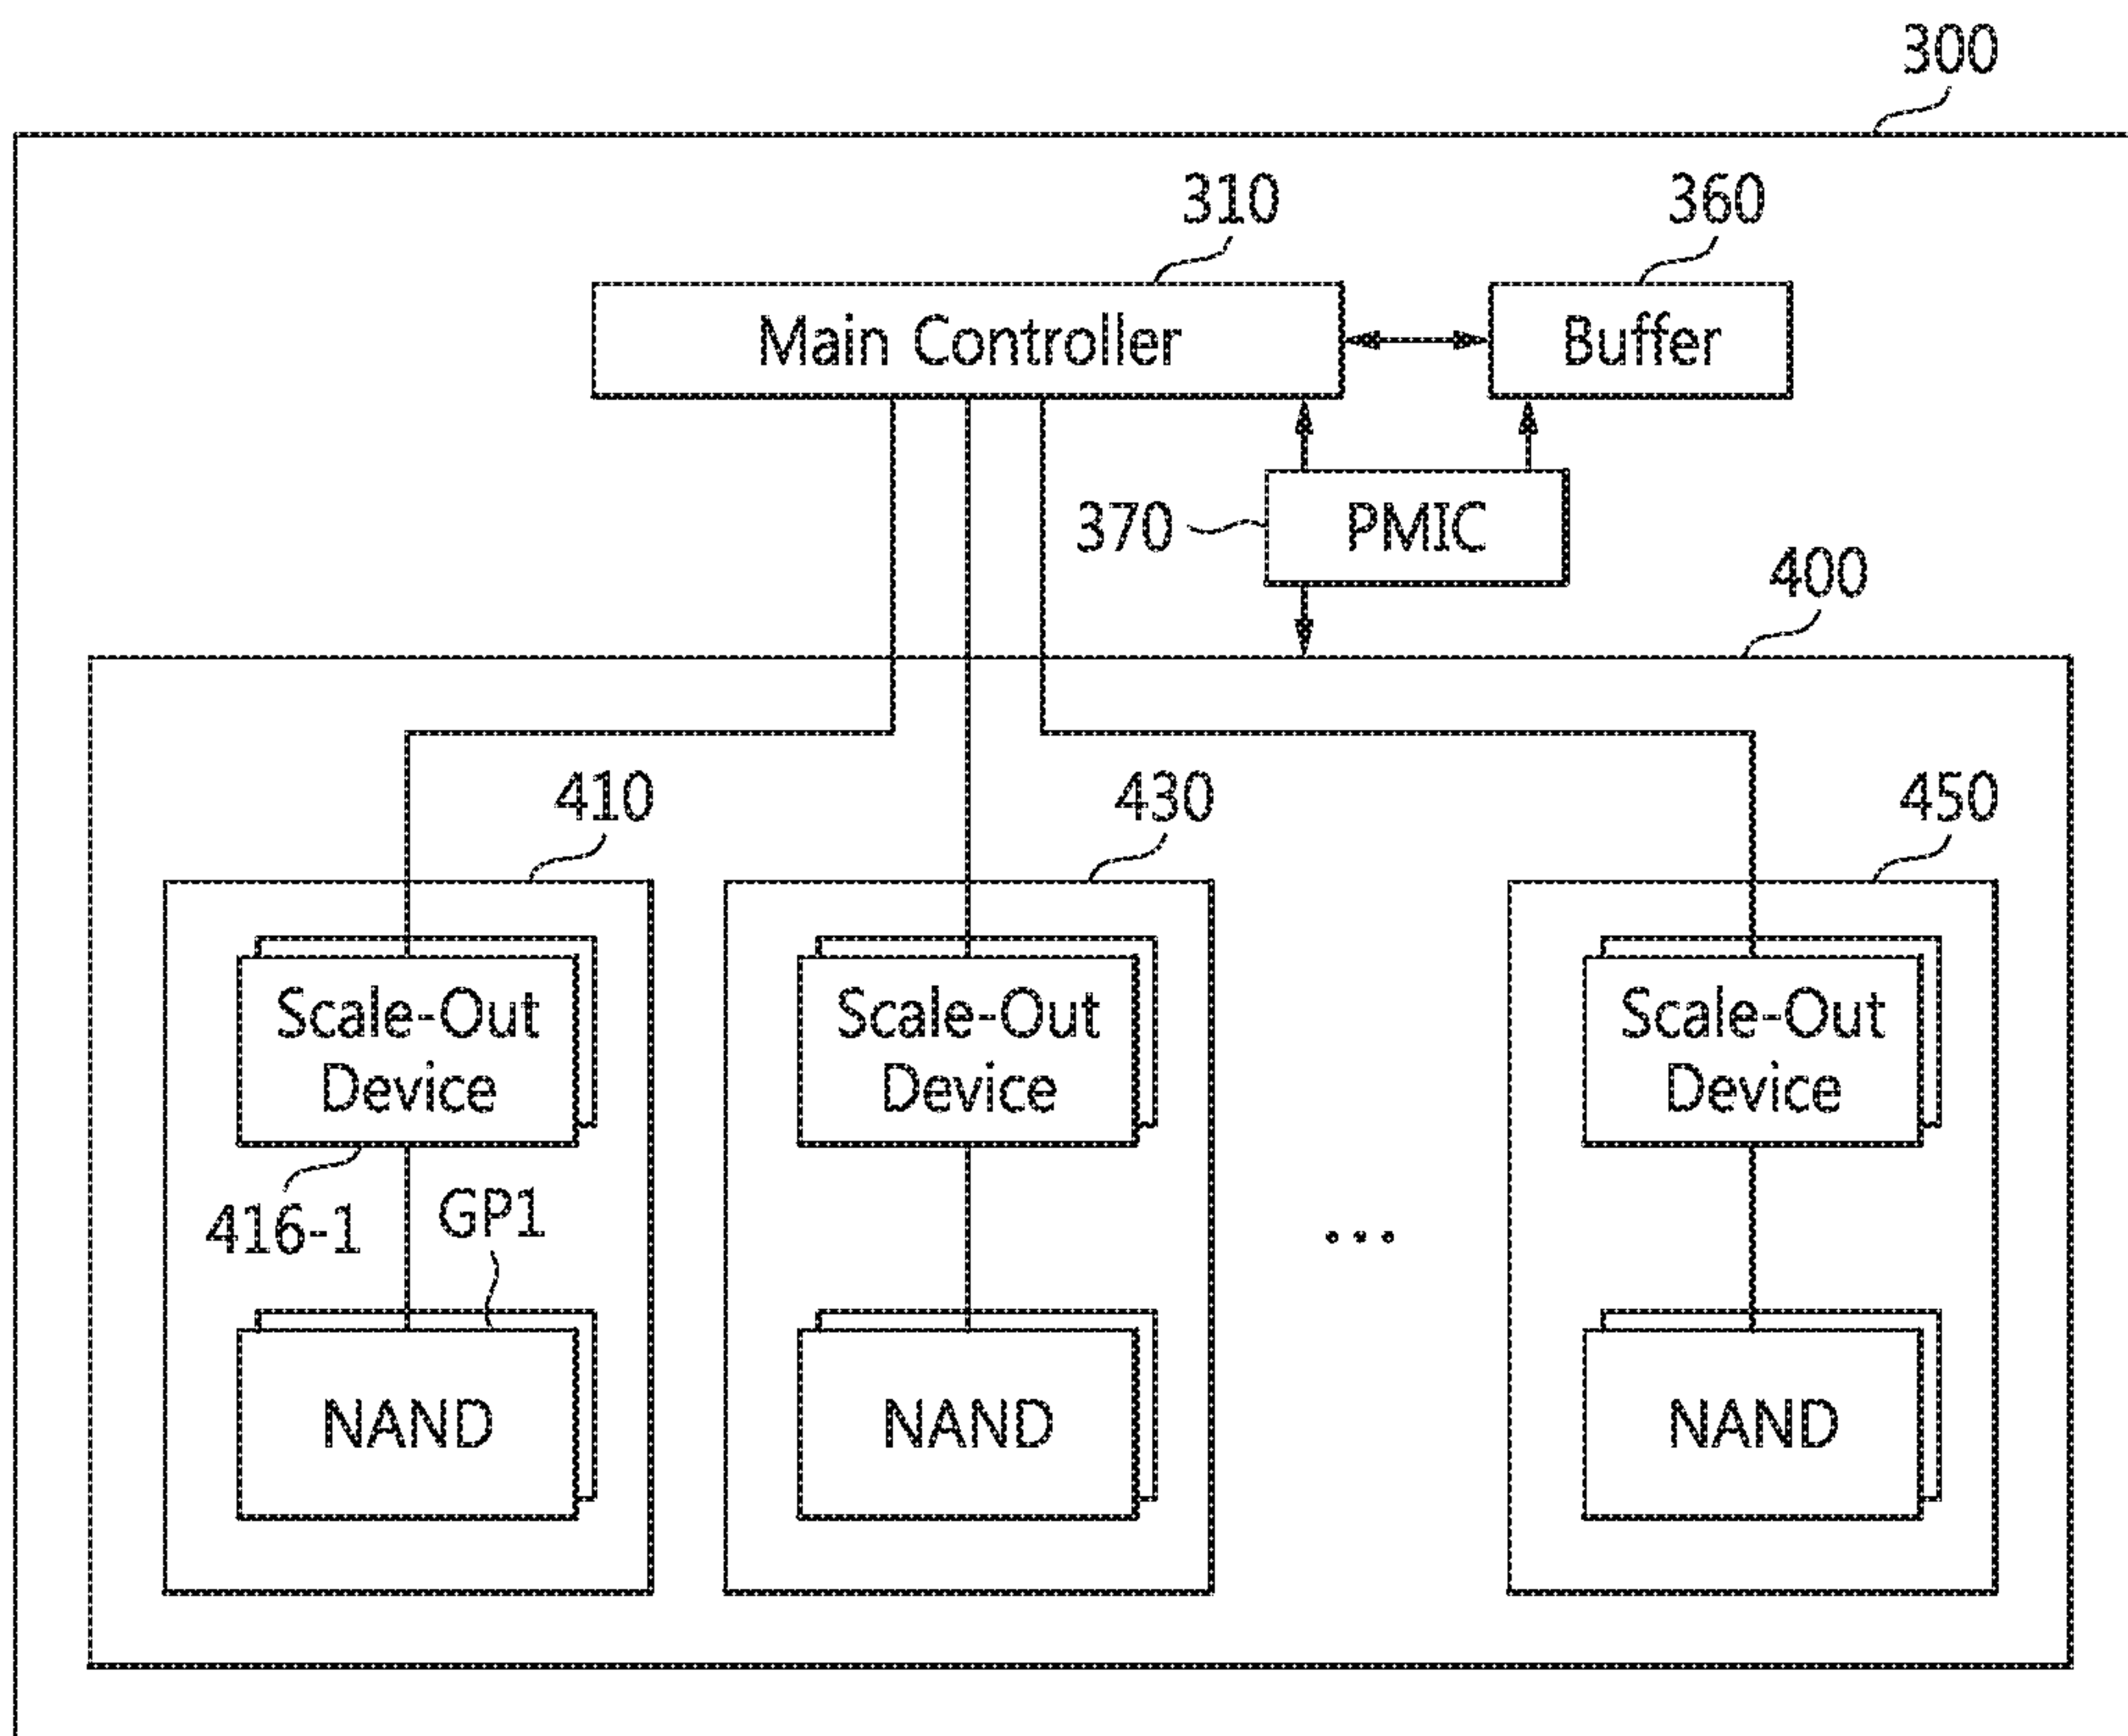 300
310
360
Main Controller
Buffer
370
PMIC
400
410
430
450
Scale-Out
Device
Scale-Out
Device
Scale-Out
Device
416-1
GP1
...
NAND
NAND
NAND